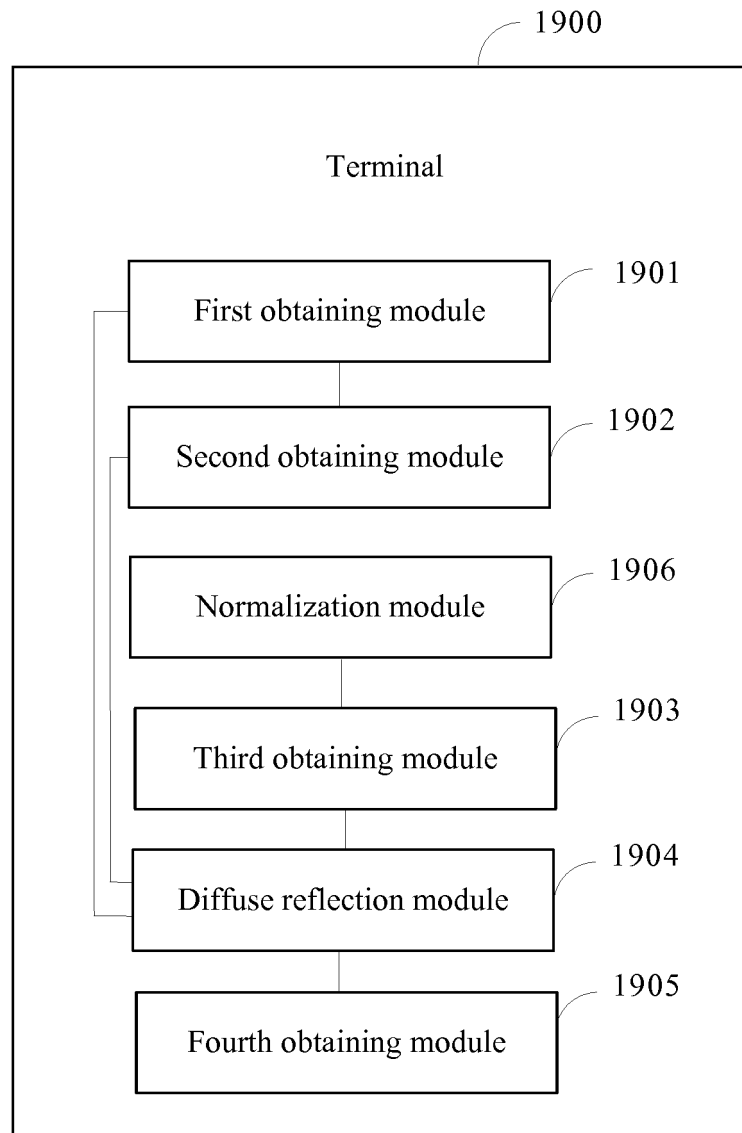 1900
Terminal
1901
First obtaining module
1902
Second obtaining module
1906
Normalization module
1903
Third obtaining module
1904
Diffuse reflection module
1905
Fourth obtaining module